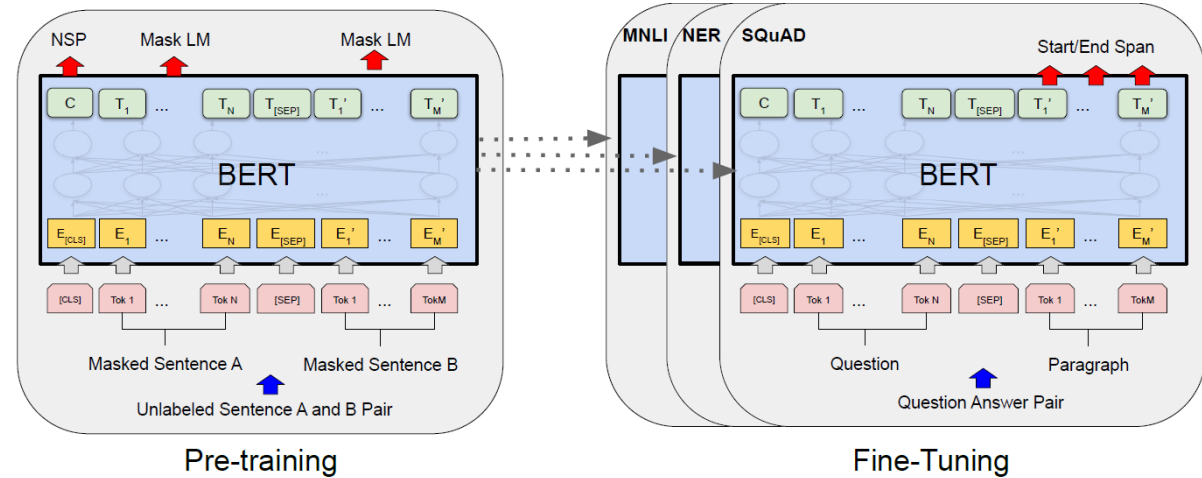 NSP Mask LM Mask LM
C T1 ... TN T[SEP] T1’ ... TM’
...
BERT
...
E[CLS] E1 ... EN E[SEP] E1’ ... EM’
[CLS] Tok 1 ... Tok N [SEP] Tok 1 ... TokM
Masked Sentence A Masked Sentence B
Unlabeled Sentence A and B Pair
Pre-training
MNLI NER SQuAD
Start/End Span
C T1 ... TN T[SEP] T1’ ... TM’
...
BERT
...
E[CLS] E1 ... EN E[SEP] E1’ ... EM’
[CLS] Tok 1 ... Tok N [SEP] Tok 1 ... TokM
Question Paragraph
Question Answer Pair
Fine-Tuning